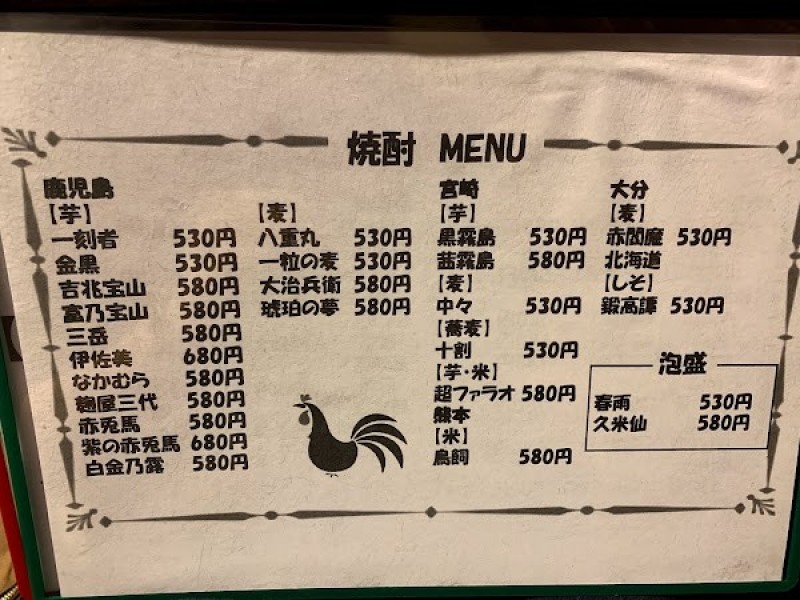 焼酎 MENU
鹿児島
【芋】
一刻者 530円
金黒 530円
吉兆宝山 580円
富乃宝山 580円
三岳 580円
伊佐美 680円
なかむら 580円
麹屋三代 580円
赤兎馬 580円
紫の赤兎馬 680円
白金乃露 580円
【麦】
八重丸 530円
一粒の麦 530円
大治兵衛 580円
琥珀の夢 580円
宮崎
【芋】
黒霧島 530円
茜霧島 580円
【麦】
中々 530円
【蕎麦】
十割 530円
【芋・米】
超ファラオ 580円
熊本
【米】
鳥飼 580円
大分
【麦】
赤閻魔 530円
北海道
【しそ】
鍛高譚 530円
泡盛
春雨 530円
久米仙 580円